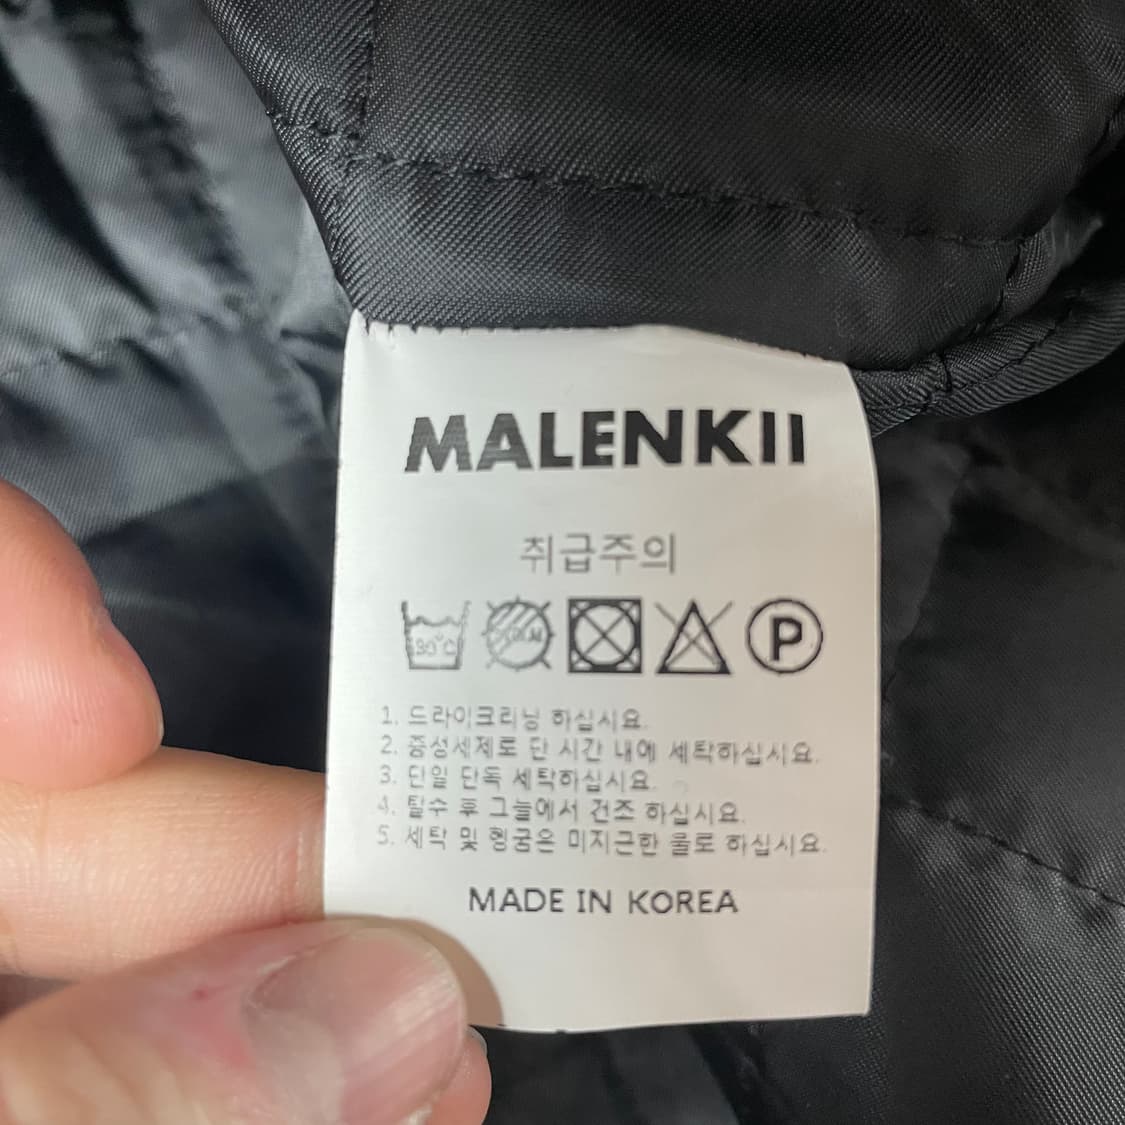 MALENKII
취급주의
30°C P
1. 드라이크리닝 하십시요.
2. 중성세제로 단 시간 내에 세탁하십시요.
3. 단일 단독 세탁하십시요.
4. 탈수 후 그늘에서 건조 하십시요.
5. 세탁 및 헹굼은 미지근한 물로 하십시요.
MADE IN KOREA